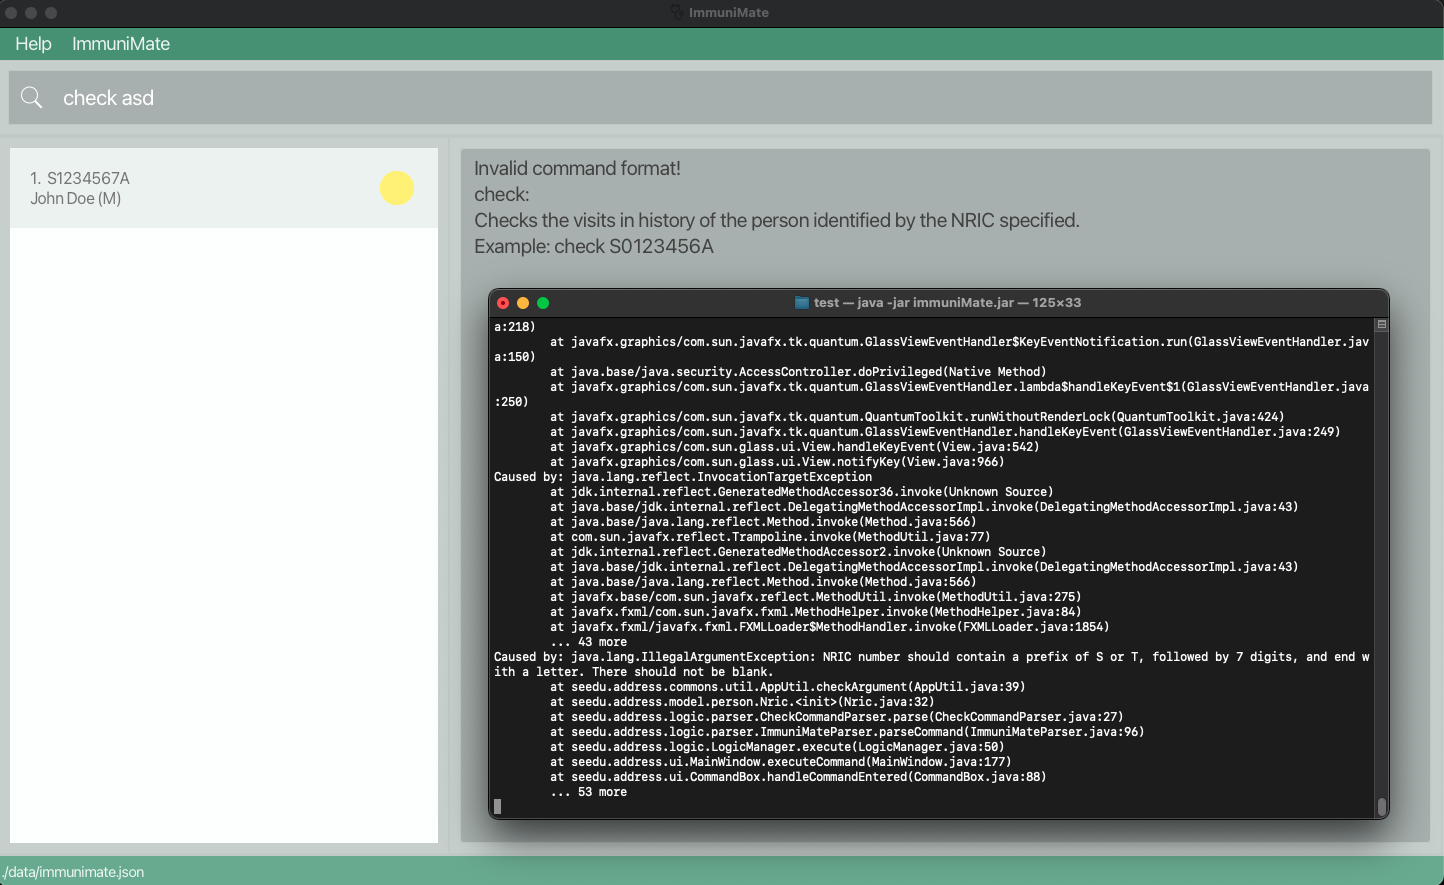 ImmuniMate
Help ImmuniMate
check asd
1. S1234567A
John Doe (M)
Invalid command format!
check:
Checks the visits in history of the person identified by the NRIC specified.
Example: check S0123456A
test — java -jar immuniMate.jar — 125×33
a:218)
at javafx.graphics/com.sun.javafx.tk.quantum.GlassViewEventHandler$KeyEventNotification.run(GlassViewEventHandler.jav
a:150)
at java.base/java.security.AccessController.doPrivileged(Native Method)
at javafx.graphics/com.sun.javafx.tk.quantum.GlassViewEventHandler.lambda$handleKeyEvent$1(GlassViewEventHandler.java
:250)
at javafx.graphics/com.sun.javafx.tk.quantum.QuantumToolkit.runWithoutRenderLock(QuantumToolkit.java:424)
at javafx.graphics/com.sun.javafx.tk.quantum.GlassViewEventHandler.handleKeyEvent(GlassViewEventHandler.java:249)
at javafx.graphics/com.sun.glass.ui.View.handleKeyEvent(View.java:542)
at javafx.graphics/com.sun.glass.ui.View.notifyKey(View.java:966)
Caused by: java.lang.reflect.InvocationTargetException
at jdk.internal.reflect.GeneratedMethodAccessor36.invoke(Unknown Source)
at java.base/jdk.internal.reflect.DelegatingMethodAccessorImpl.invoke(DelegatingMethodAccessorImpl.java:43)
at java.base/java.lang.reflect.Method.invoke(Method.java:566)
at com.sun.javafx.reflect.Trampoline.invoke(MethodUtil.java:77)
at jdk.internal.reflect.GeneratedMethodAccessor2.invoke(Unknown Source)
at java.base/jdk.internal.reflect.DelegatingMethodAccessorImpl.invoke(DelegatingMethodAccessorImpl.java:43)
at java.base/java.lang.reflect.Method.invoke(Method.java:566)
at javafx.base/com.sun.javafx.reflect.MethodUtil.invoke(MethodUtil.java:275)
at javafx.fxml/com.sun.javafx.fxml.MethodHelper.invoke(MethodHelper.java:84)
at javafx.fxml/javafx.fxml.FXMLLoader$MethodHandler.invoke(FXMLLoader.java:1854)
... 43 more
Caused by: java.lang.IllegalArgumentException: NRIC number should contain a prefix of S or T, followed by 7 digits, and end w
ith a letter. There should not be blank.
at seedu.address.commons.util.AppUtil.checkArgument(AppUtil.java:39)
at seedu.address.model.person.Nric.<init>(Nric.java:32)
at seedu.address.logic.parser.CheckCommandParser.parse(CheckCommandParser.java:27)
at seedu.address.logic.parser.ImmuniMateParser.parseCommand(ImmuniMateParser.java:96)
at seedu.address.logic.LogicManager.execute(LogicManager.java:50)
at seedu.address.ui.MainWindow.executeCommand(MainWindow.java:177)
at seedu.address.ui.CommandBox.handleCommandEntered(CommandBox.java:88)
... 53 more
./data/immunimate.json